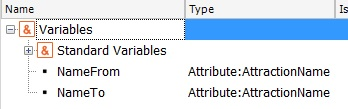 Name Type Is
& Variables
& Standard Variables
NameFrom Attribute:AttractionName
NameTo Attribute:AttractionName